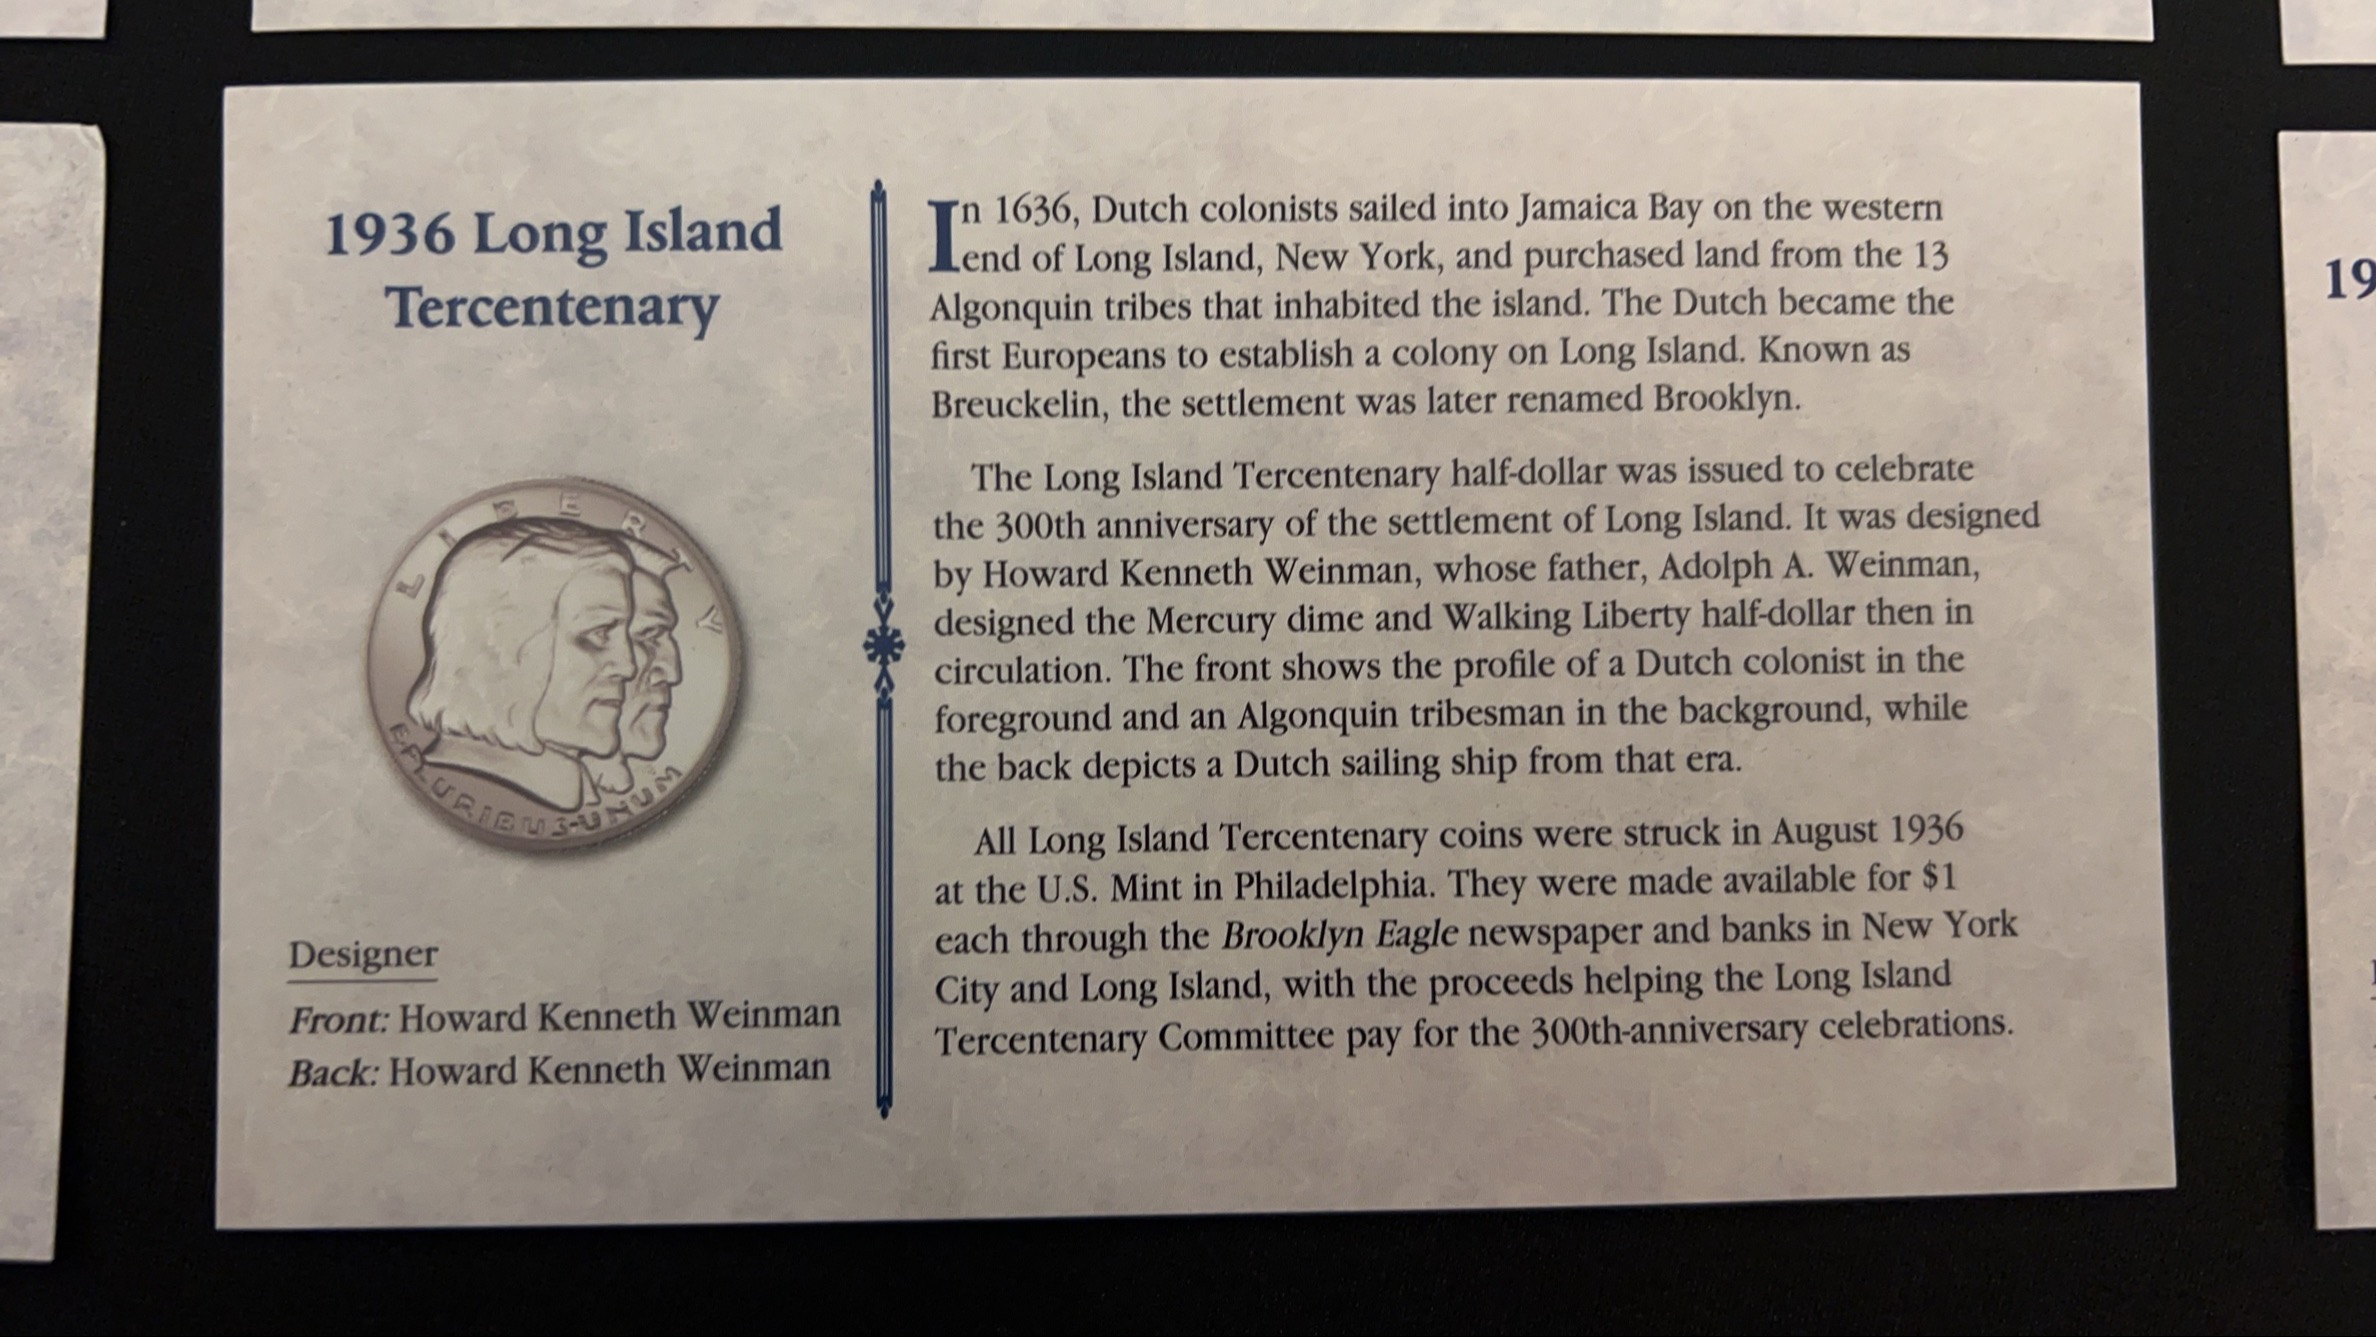 1936 Long Island
Tercentenary
LIBERTY
E·PLURIBUS·UNUM
Designer
Front: Howard Kenneth Weinman
Back: Howard Kenneth Weinman
In 1636, Dutch colonists sailed into Jamaica Bay on the western
end of Long Island, New York, and purchased land from the 13
Algonquin tribes that inhabited the island. The Dutch became the
first Europeans to establish a colony on Long Island. Known as
Breuckelin, the settlement was later renamed Brooklyn.
The Long Island Tercentenary half-dollar was issued to celebrate
the 300th anniversary of the settlement of Long Island. It was designed
by Howard Kenneth Weinman, whose father, Adolph A. Weinman,
designed the Mercury dime and Walking Liberty half-dollar then in
circulation. The front shows the profile of a Dutch colonist in the
foreground and an Algonquin tribesman in the background, while
the back depicts a Dutch sailing ship from that era.
All Long Island Tercentenary coins were struck in August 1936
at the U.S. Mint in Philadelphia. They were made available for $1
each through the Brooklyn Eagle newspaper and banks in New York
City and Long Island, with the proceeds helping the Long Island
Tercentenary Committee pay for the 300th-anniversary celebrations.
19